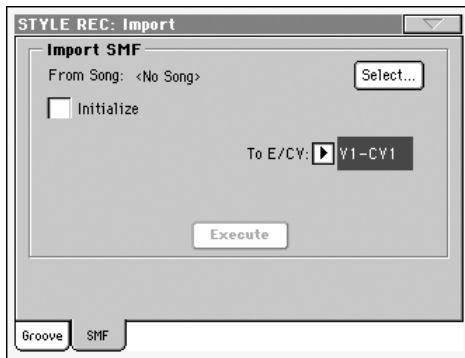 STYLE REC: Import
Import SMF
From Song: <No Song> Select...
Initialize
To E/CV: V1-CV1
Execute
Groove SMF